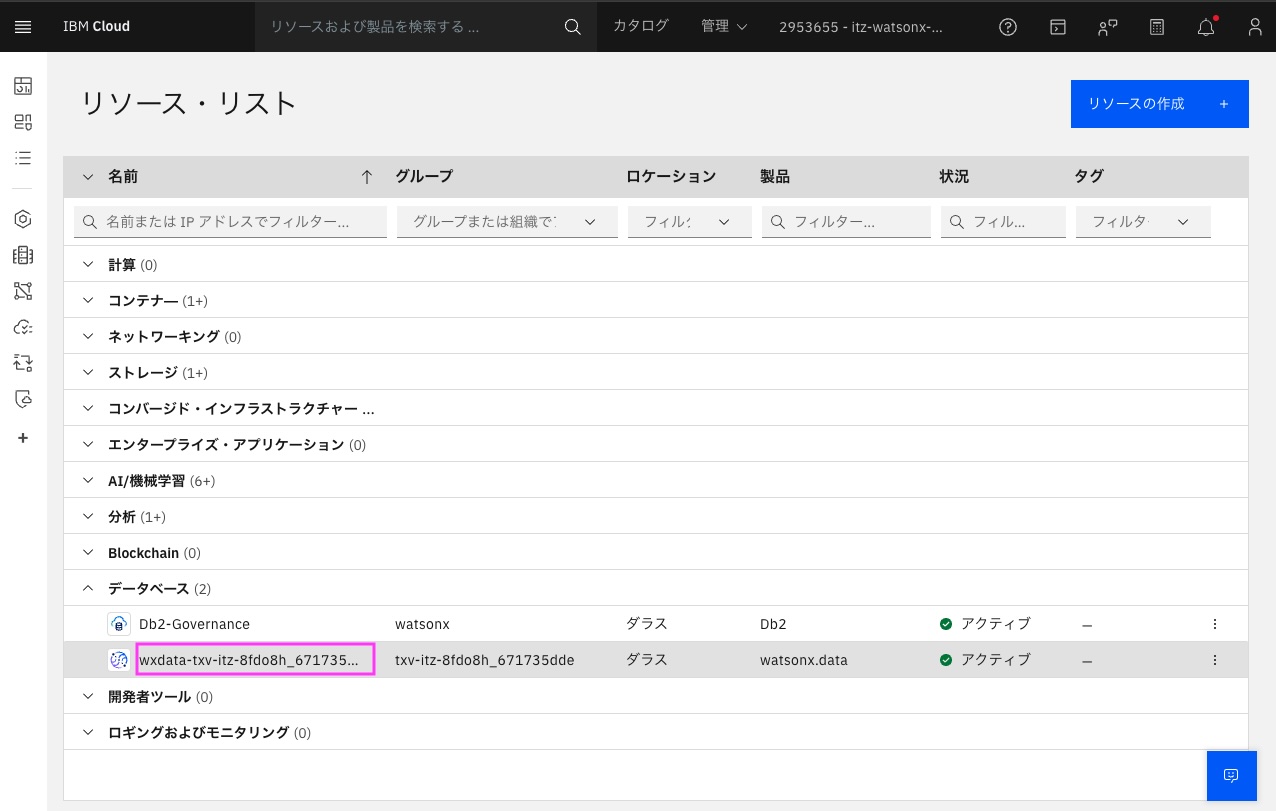 IBM Cloud
リソースおよび製品を検索する ...
カタログ
管理
2953655 - itz-watsonx-...
リソース・リスト
リソースの作成 +
名前 グループ ロケーション 製品 状況 タグ
名前または IP アドレスでフィルター... グループまたは組織で フィル フィルター... フィル... フィルタ
計算 (0)
コンテナー (1+)
ネットワーキング (0)
ストレージ (1+)
コンバージド・インフラストラクチャー ...
エンタープライズ・アプリケーション (0)
AI/機械学習 (6+)
分析 (1+)
Blockchain (0)
データベース (2)
Db2-Governance watsonx ダラス Db2 アクティブ –
wxdata-txv-itz-8fdo8h_671735... txv-itz-8fdo8h_671735dde ダラス watsonx.data アクティブ –
開発者ツール (0)
ロギングおよびモニタリング (0)